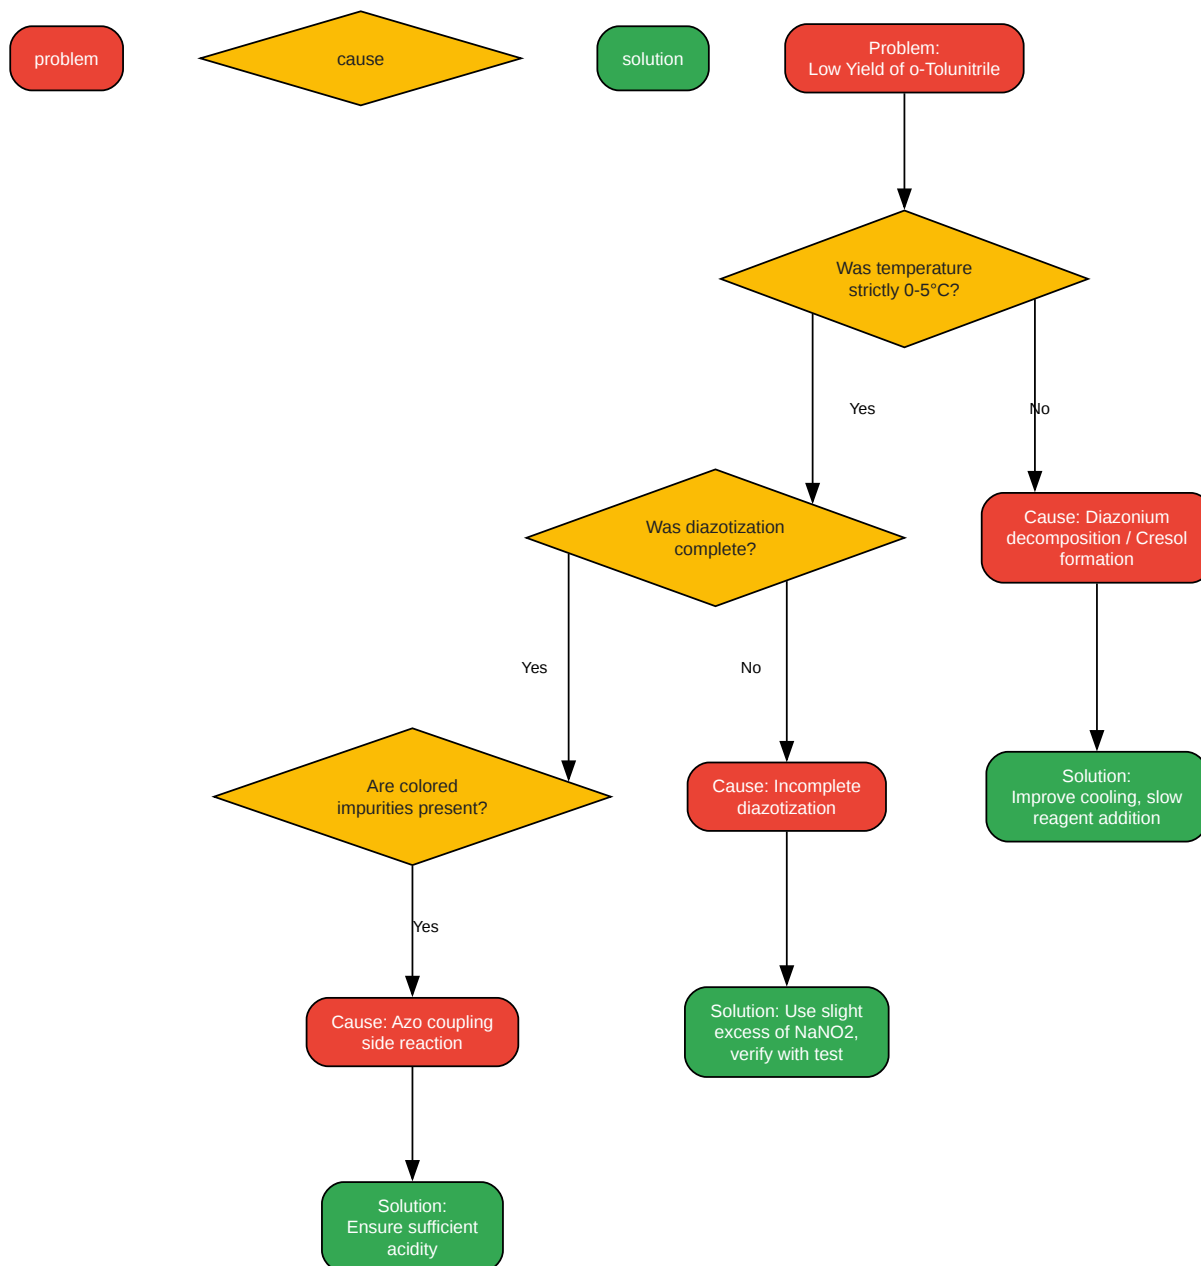 problem
cause
solution
Problem:
Low Yield of o-Tolunitrile
Was temperature
strictly 0-5°C?
Yes
No
Was diazotization
complete?
Cause: Diazonium
decomposition / Cresol
formation
Yes
No
Are colored
impurities present?
Cause: Incomplete
diazotization
Solution:
Improve cooling, slow
reagent addition
Yes
Cause: Azo coupling
side reaction
Solution: Use slight
excess of NaNO2,
verify with test
Solution:
Ensure sufficient
acidity